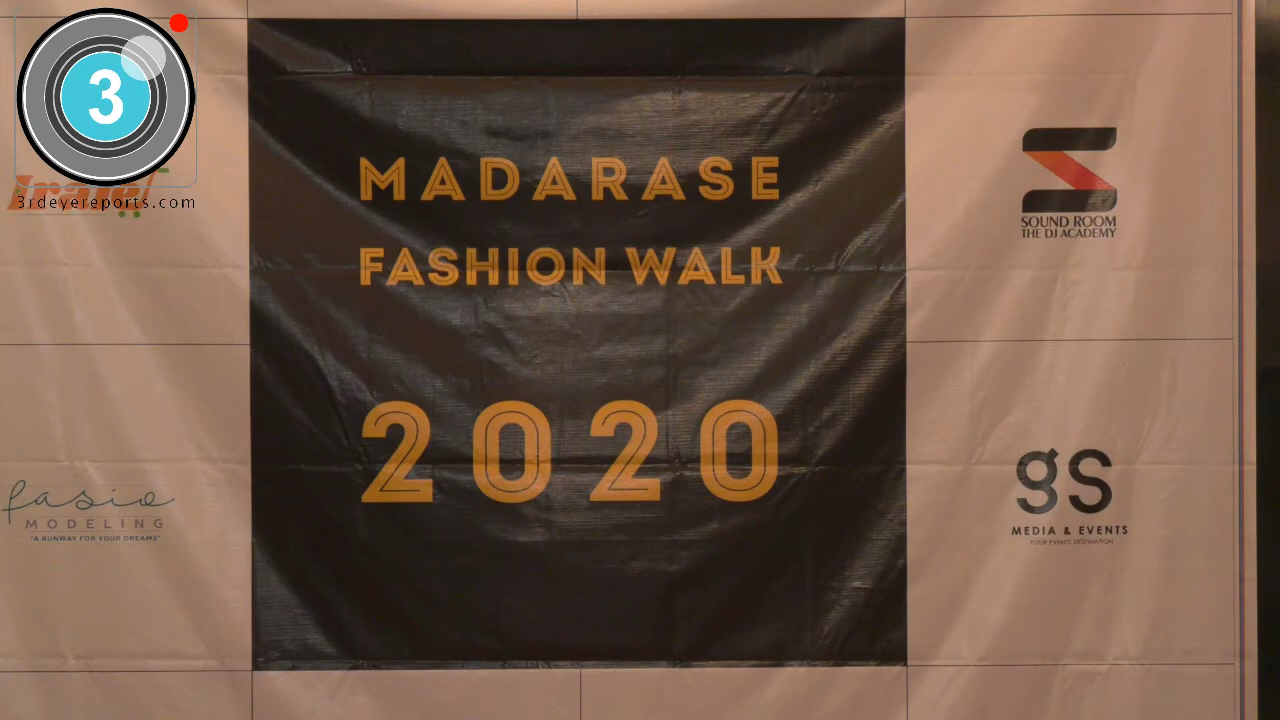 3
3rdeyereports.com
MADARASE
FASHION WALK
2020
SOUND ROOM
THE DJ ACADEMY
fasio
MODELING
"A RUNWAY FOR YOUR DREAMS"
gs
MEDIA & EVENTS
YOUR EVENTS DESTINATION